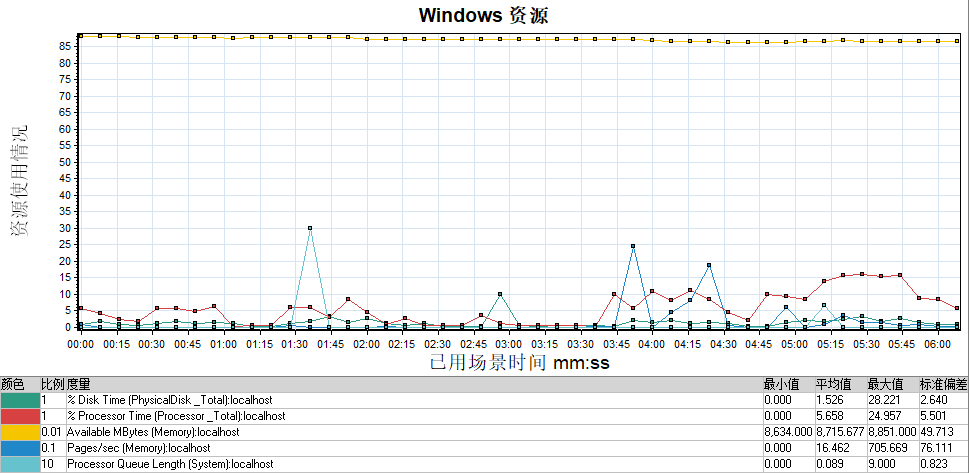 Windows 资源
85
80
75
70
65
60
55
50
45
40
35
30
25
20
15
10
5
0
资源使用情况
00:00 00:15 00:30 00:45 01:00 01:15 01:30 01:45 02:00 02:15 02:30 02:45 03:00 03:15 03:30 03:45 04:00 04:15 04:30 04:45 05:00 05:15 05:30 05:45 06:00
已用场景时间 mm:ss
颜色 比例 度量 最小值 平均值 最大值 标准偏差
1 % Disk Time (PhysicalDisk _Total):localhost 0.000 1.526 28.221 2.640
1 % Processor Time (Processor _Total):localhost 0.000 5.658 24.957 5.501
0.01 Available MBytes (Memory):localhost 8,634.000 8,715.677 8,851.000 49.713
0.1 Pages/sec (Memory):localhost 0.000 16.462 705.669 76.111
10 Processor Queue Length (System):localhost 0.000 0.089 9.000 0.823